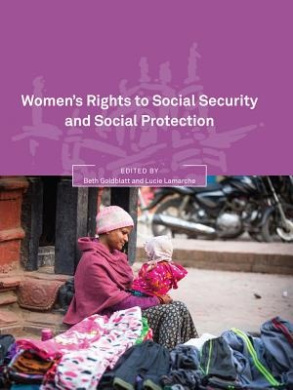 Women's Rights to Social Security
and Social Protection
EDITED BY
Beth Goldblatt and Lucie Lamarche